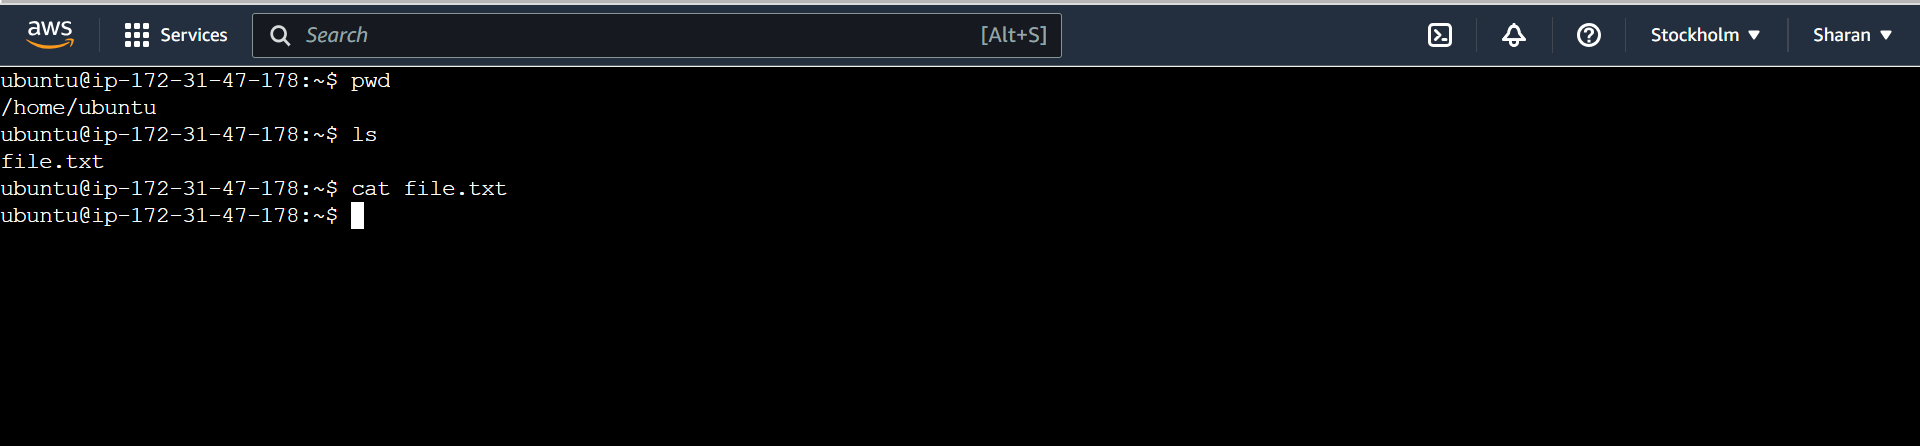 aws Services Search [Alt+S] Stockholm ▼ Sharan ▼
ubuntu@ip-172-31-47-178:~$ pwd
/home/ubuntu
ubuntu@ip-172-31-47-178:~$ ls
file.txt
ubuntu@ip-172-31-47-178:~$ cat file.txt
ubuntu@ip-172-31-47-178:~$